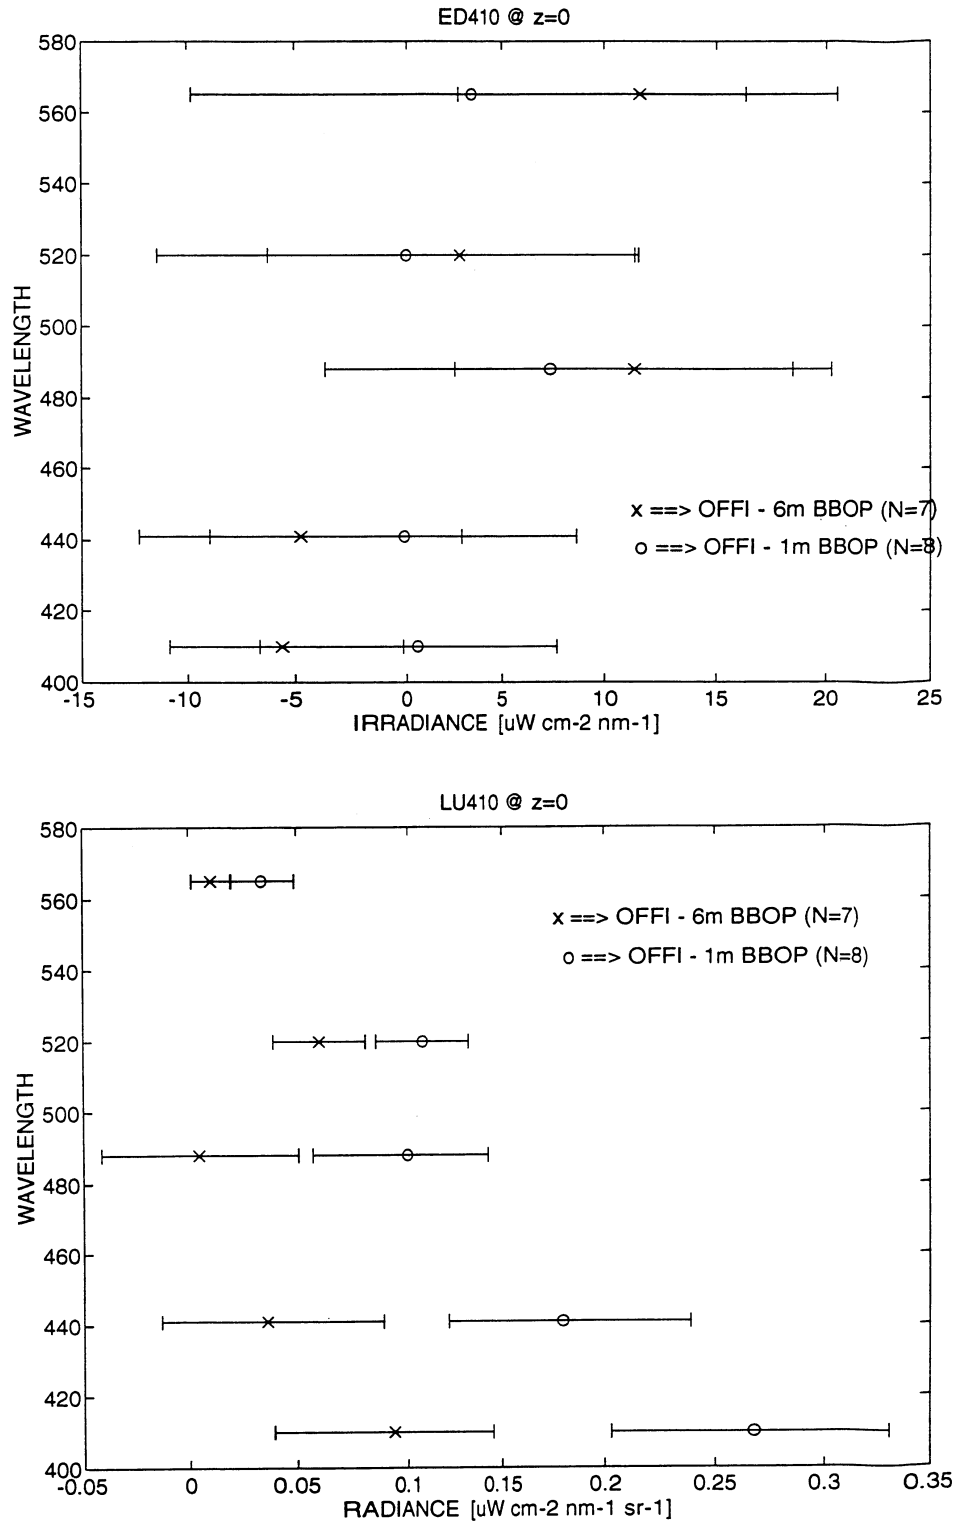 ED410 @ z=0
580
560
540
520
500
480
460
440
420
400
WAVELENGTH
x ==> OFFI - 6m BBOP (N=7)
o ==> OFFI - 1m BBOP (N=8)
-15 -10 -5 0 5 10 15 20 25
IRRADIANCE [uW cm-2 nm-1]
LU410 @ z=0
580
560
540
520
500
480
460
440
420
400
WAVELENGTH
x ==> OFFI - 6m BBOP (N=7)
o ==> OFFI - 1m BBOP (N=8)
-0.05 0 0.05 0.1 0.15 0.2 0.25 0.3 0.35
RADIANCE [uW cm-2 nm-1 sr-1]